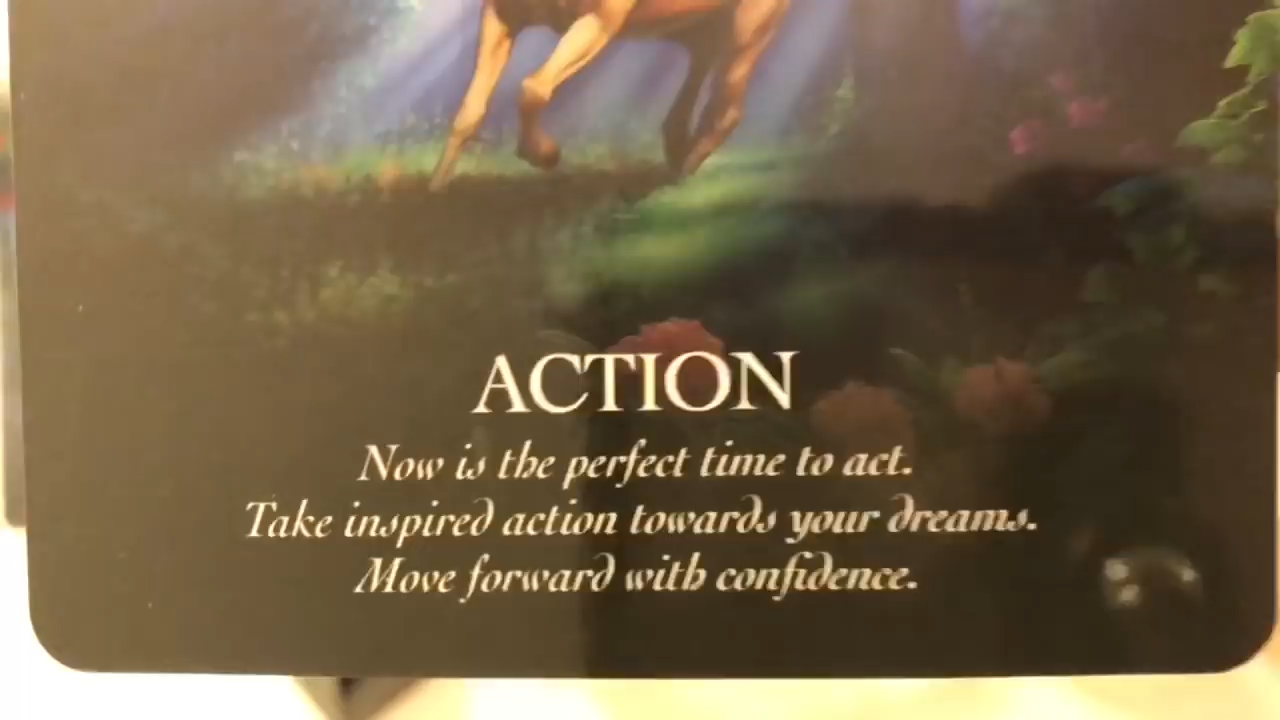 ACTION
Now is the perfect time to act.
Take inspired action towards your dreams.
Move forward with confidence.